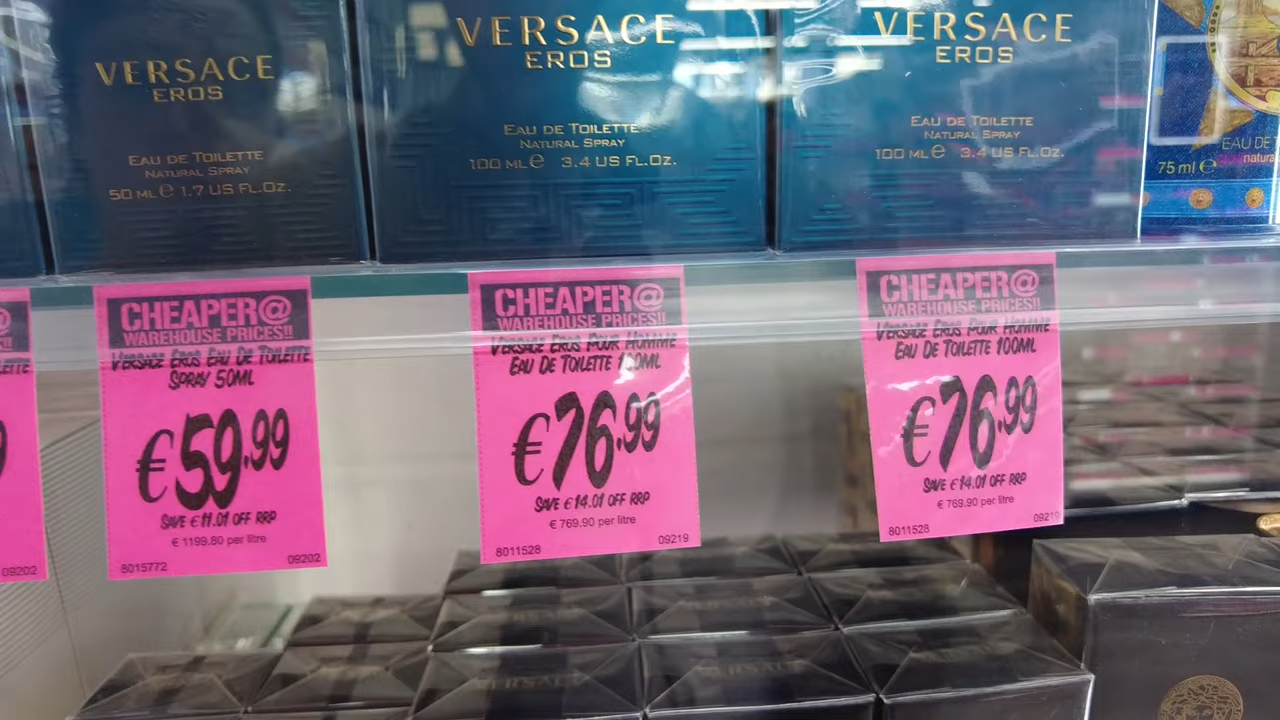 VERSACE
EROS
EAU DE TOILETTE
NATURAL SPRAY
50 ML e 1.7 US FL.OZ.
VERSACE
EROS
EAU DE TOILETTE
NATURAL SPRAY
100 ML e 3.4 US FL.OZ.
VERSACE
EROS
EAU DE TOILETTE
NATURAL SPRAY
100 ML e 3.4 US FL.OZ.
EAU DE
natura
75 ml e
09202
CHEAPER@
WAREHOUSE PRICES!!
VERSACE EROS EAU DE TOILETTE
SPRAY 50ML
€59.99
SAVE €11.01 OFF RRP
€ 1199.80 per litre
8015772 09202
CHEAPER@
WAREHOUSE PRICES!!
VERSACE EROS POUR HOMME
EAU DE TOILETTE 100ML
€76.99
SAVE €14.01 OFF RRP
€ 769.90 per litre
8011528 09219
CHEAPER@
WAREHOUSE PRICES!!
VERSACE EROS POUR HOMME
EAU DE TOILETTE 100ML
€76.99
SAVE €14.01 OFF RRP
€ 769.90 per litre
8011528 09219
VERSACE
VERSACE